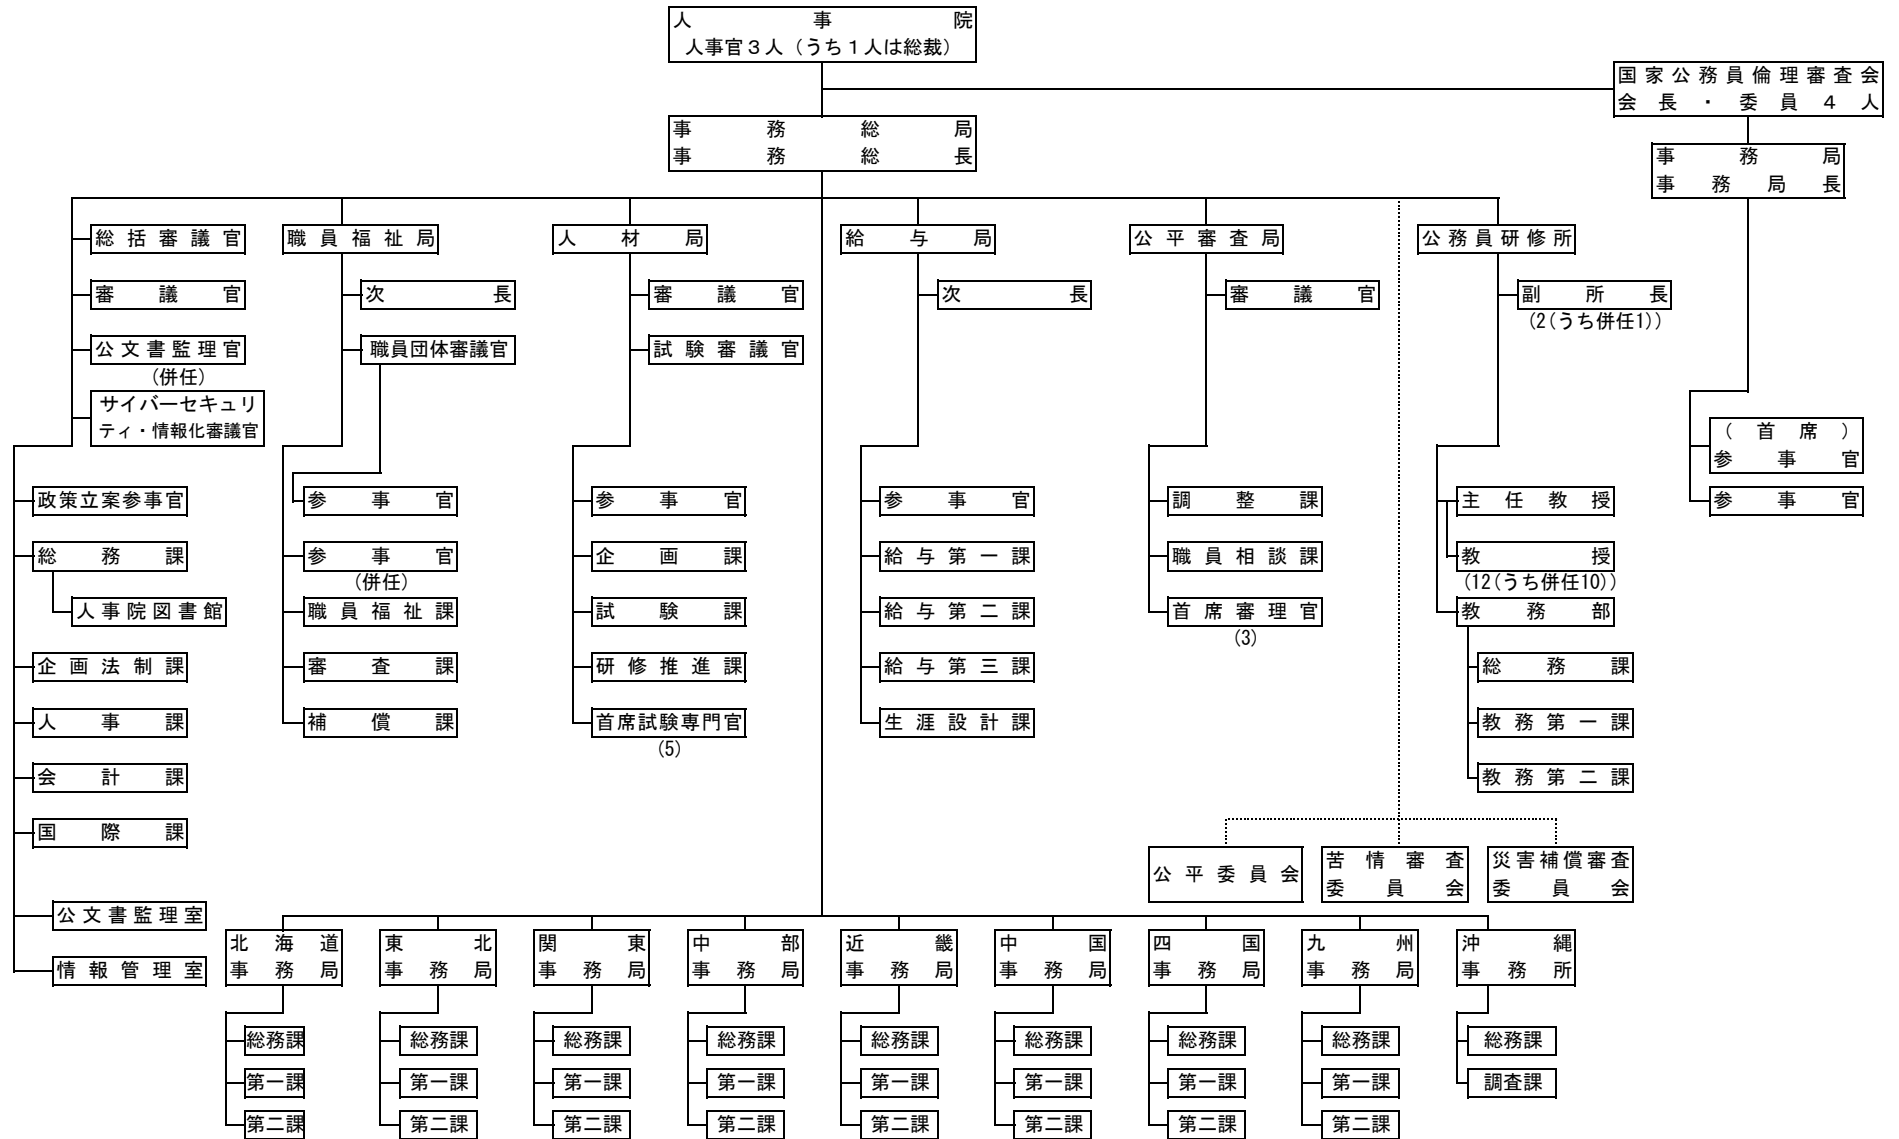 人事院
人事官３人（うち１人は総裁）
国家公務員倫理審査会
会長・委員４人
事務総局
事務総長
事務局
事務局長
総括審議官
審議官
公文書監理官
(併任)
サイバーセキュリ
ティ・情報化審議官
政策立案参事官
総務課
人事院図書館
企画法制課
人事課
会計課
国際課
公文書監理室
情報管理室
職員福祉局
次長
職員団体審議官
参事官
参事官
(併任)
職員福祉課
審査課
補償課
人材局
審議官
試験審議官
参事官
企画課
試験課
研修推進課
首席試験専門官
(5)
給与局
次長
参事官
給与第一課
給与第二課
給与第三課
生涯設計課
公平審査局
審議官
調整課
職員相談課
首席審理官
(3)
公務員研修所
副所長
(2(うち併任1))
主任教授
教授
(12(うち併任10))
教務部
総務課
教務第一課
教務第二課
(首席)
参事官
参事官
公平委員会
苦情審査
委員会
災害補償審査
委員会
北海道
事務局
総務課
第一課
第二課
東北
事務局
総務課
第一課
第二課
関東
事務局
総務課
第一課
第二課
中部
事務局
総務課
第一課
第二課
近畿
事務局
総務課
第一課
第二課
中国
事務局
総務課
第一課
第二課
四国
事務局
総務課
第一課
第二課
九州
事務局
総務課
第一課
第二課
沖縄
事務所
総務課
調査課